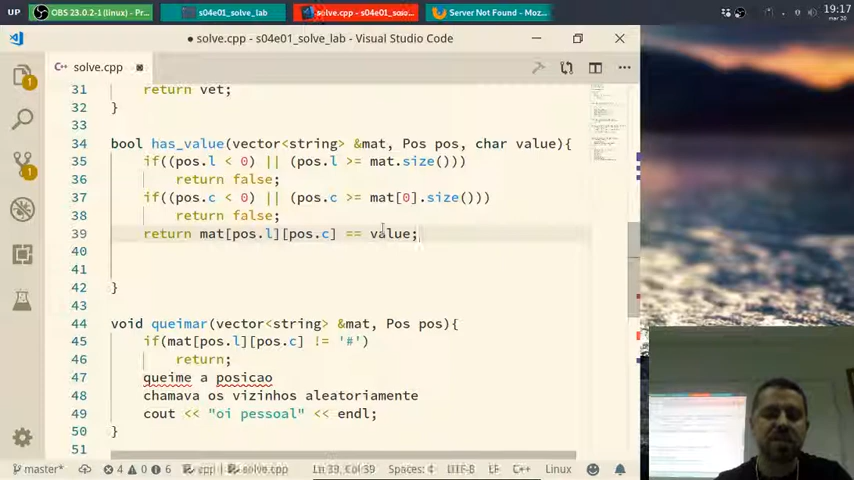 UP
OBS 23.0.2-1 (linux) - Pr...
s04e01_solve_lab
Server Not Found - Moz...
19:17
solve.cpp - s04e01_solve_lab - Visual Studio Code
solve.cpp
31 return vet;
32 }
33
34 bool has_value(vector<string> &mat, Pos pos, char value){
35 if((pos.l < 0) || (pos.l >= mat.size()))
36 return false;
37 if((pos.c < 0) || (pos.c >= mat[0].size()))
38 return false;
39 return mat[pos.l][pos.c] == value;
40
41
42 }
43
44 void queimar(vector<string> &mat, Pos pos){
45 if(mat[pos.l][pos.c] != '#')
46 return;
47 queime a posicao
48 chamava os vizinhos aleatoriamente
49 cout << "oi pessoal" << endl;
50 }
51
master* 4 0 6 cpp solve.cpp Ln 39, Col 39 Spaces: 4 UTF-8 LF C++ Linux